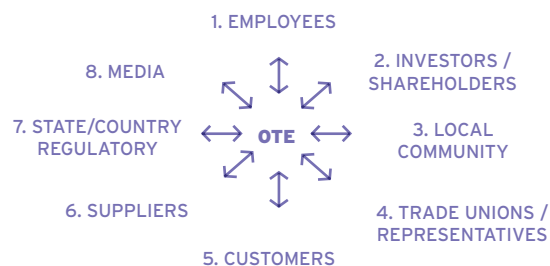 1. EMPLOYEES
2. INVESTORS /
SHAREHOLDERS
3. LOCAL
COMMUNITY
4. TRADE UNIONS /
REPRESENTATIVES
5. CUSTOMERS
6. SUPPLIERS
7. STATE/COUNTRY
REGULATORY
8. MEDIA
OTE